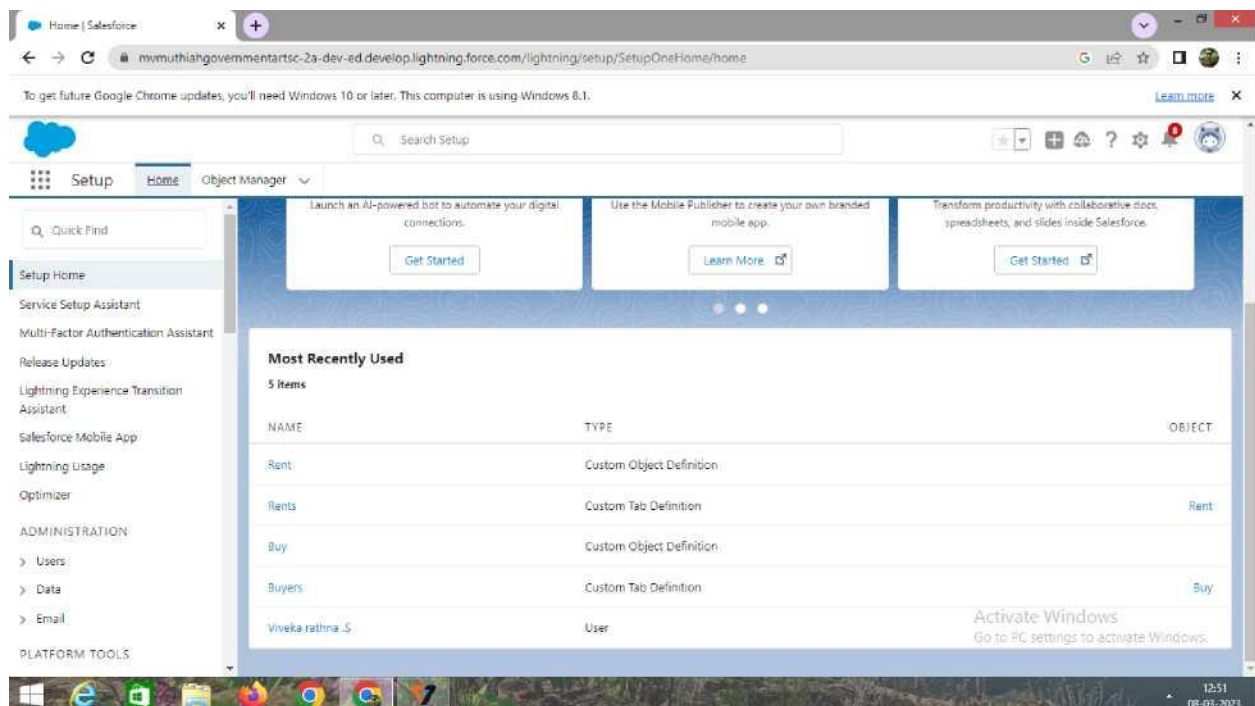 Home | Salesforce
mvmuthiahgovernmentartsc-2a-dev-ed.develop.lightning.force.com/lightning/setup/SetupOneHome/home
To get future Google Chrome updates, you'll need Windows 10 or later. This computer is using Windows 8.1.
Learn more
Search Setup
Setup
Home
Object Manager
Quick Find
Setup Home
Service Setup Assistant
Multi-Factor Authentication Assistant
Release Updates
Lightning Experience Transition
Assistant
Salesforce Mobile App
Lightning Usage
Optimizer
ADMINISTRATION
Users
Data
Email
PLATFORM TOOLS
Launch an AI-powered bot to automate your digital
connections.
Get Started
Use the Mobile Publisher to create your own branded
mobile app.
Learn More
Transform productivity with collaborative docs,
spreadsheets, and slides inside Salesforce.
Get Started
Most Recently Used
5 items
NAME TYPE OBJECT
Rent Custom Object Definition
Rents Custom Tab Definition Rent
Buy Custom Object Definition
Buyers Custom Tab Definition Buy
Viveka rathna .S User
Activate Windows
Go to PC settings to activate Windows.
12:51
08-03-2023